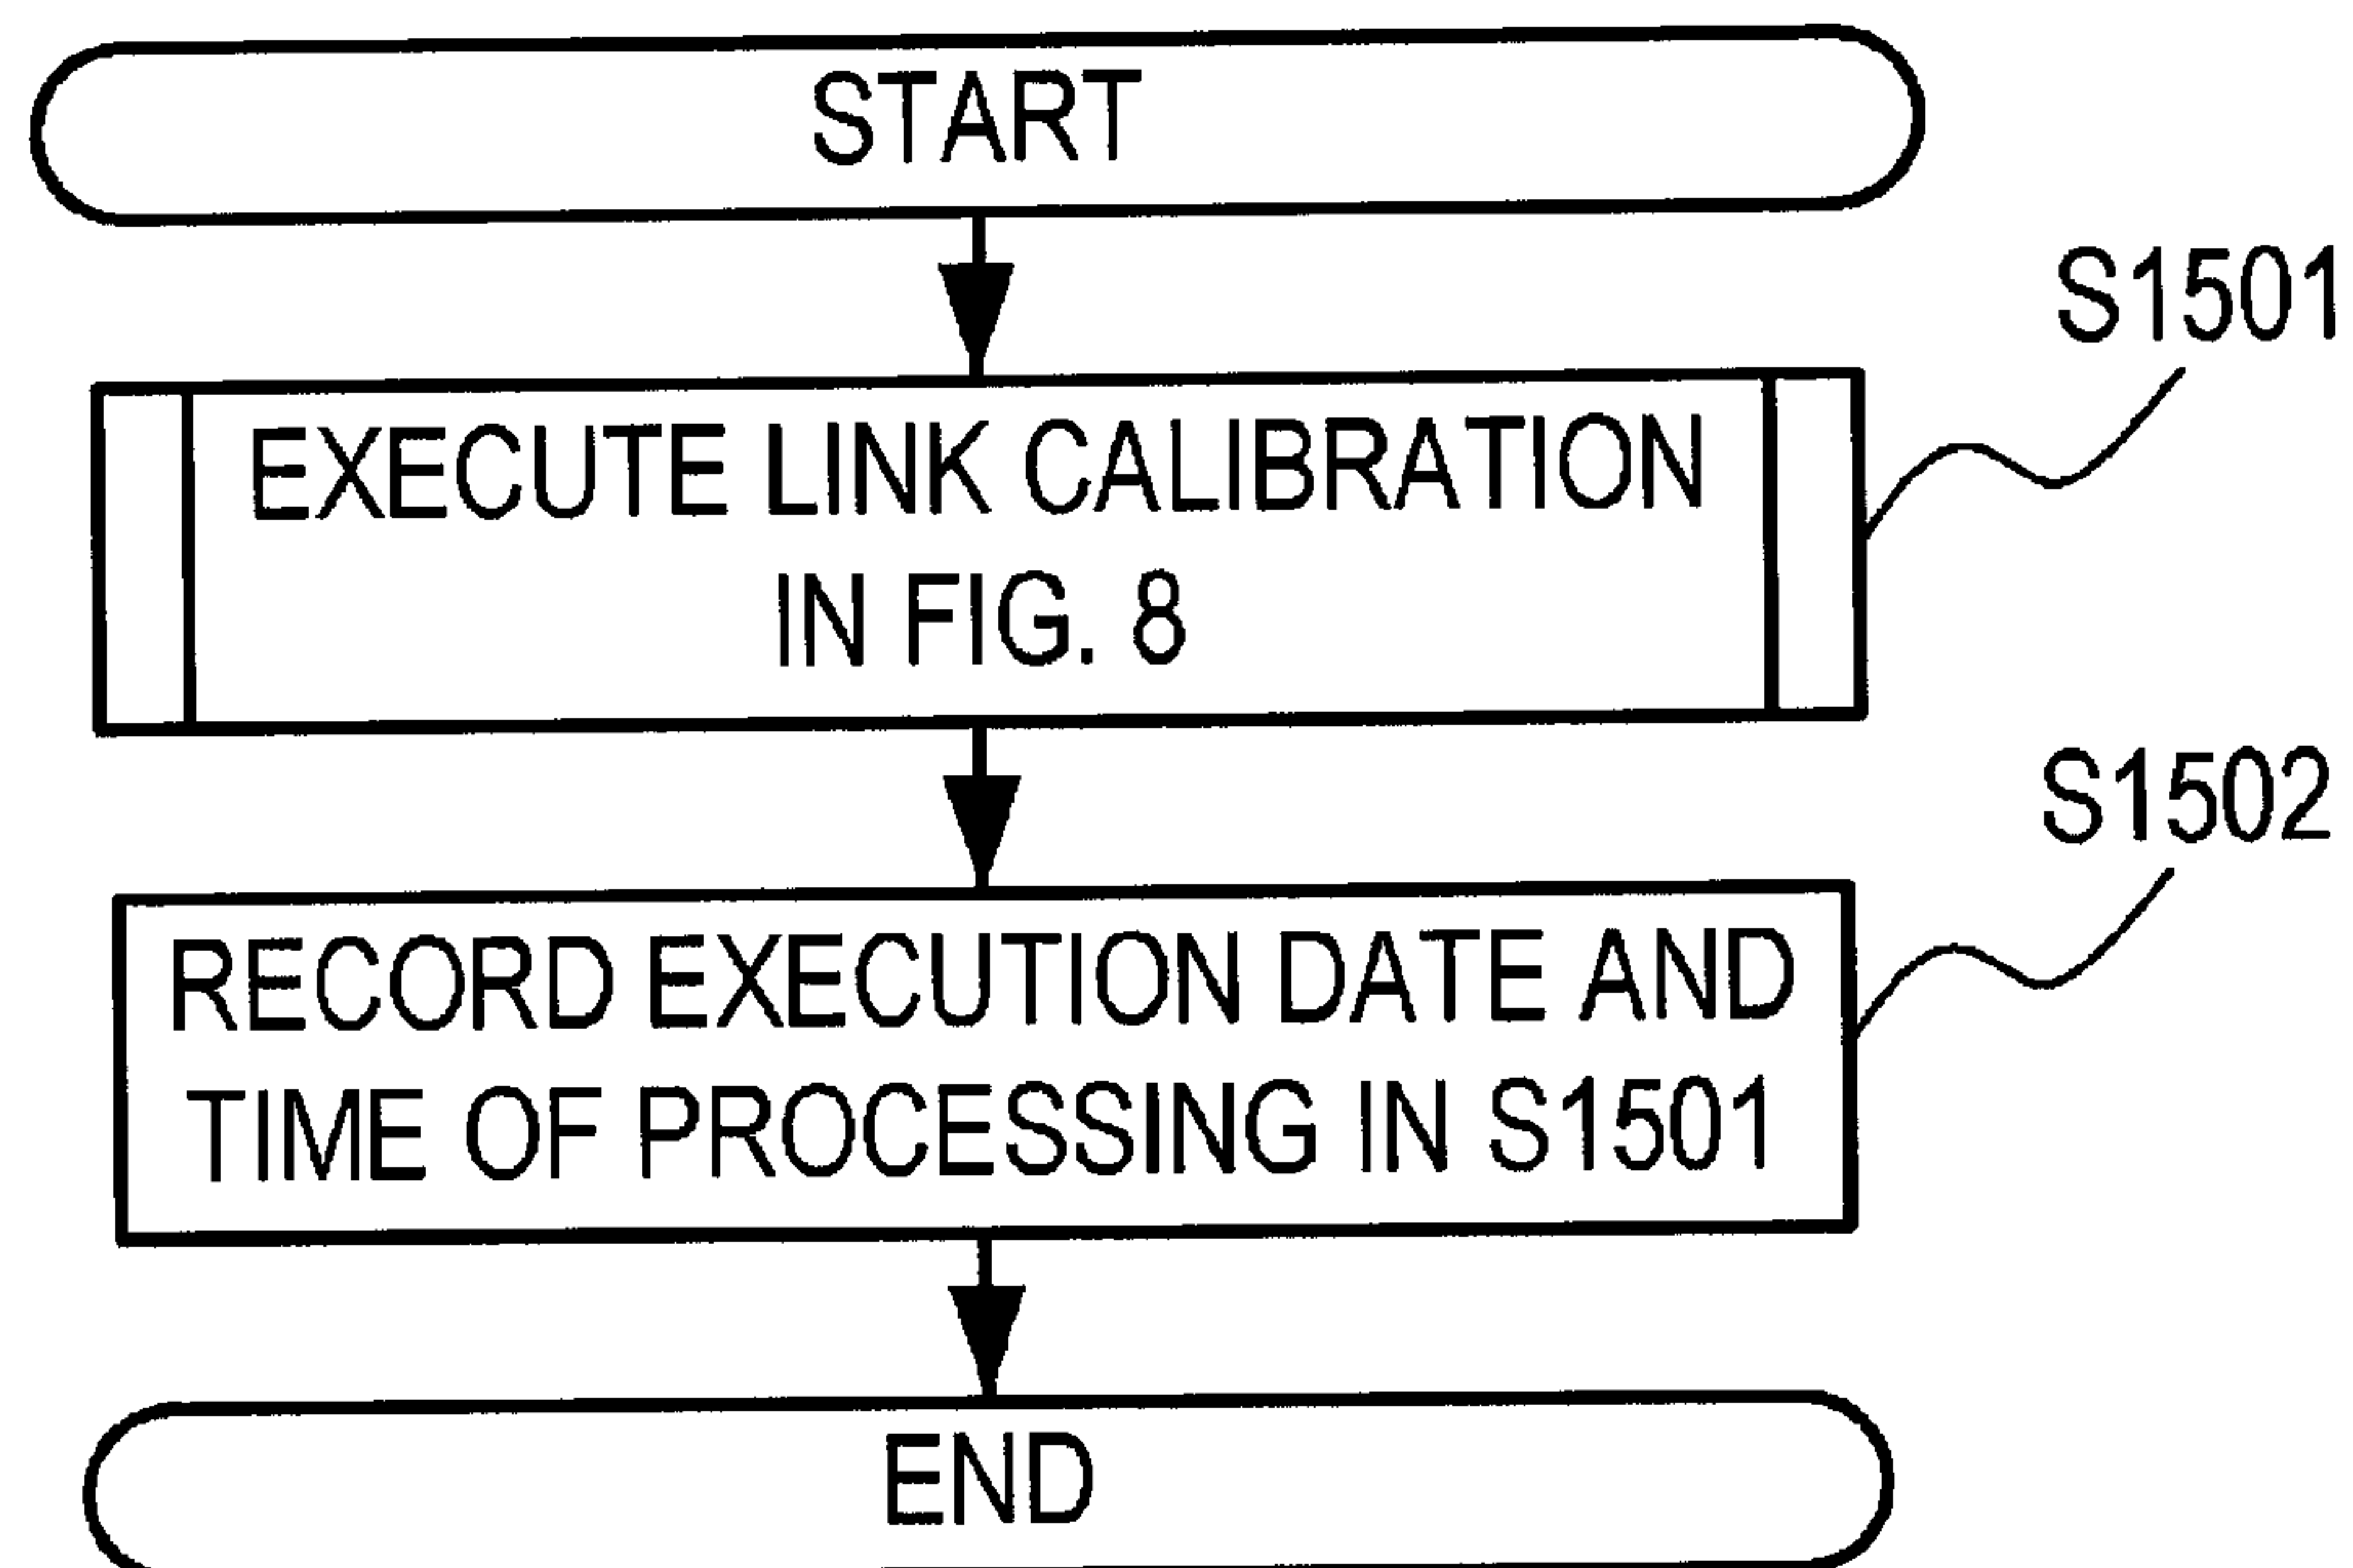 START
S1501
EXECUTE LINK CALIBRATION
IN FIG. 8
S1502
RECORD EXECUTION DATE AND
TIME OF PROCESSING IN S1501
END